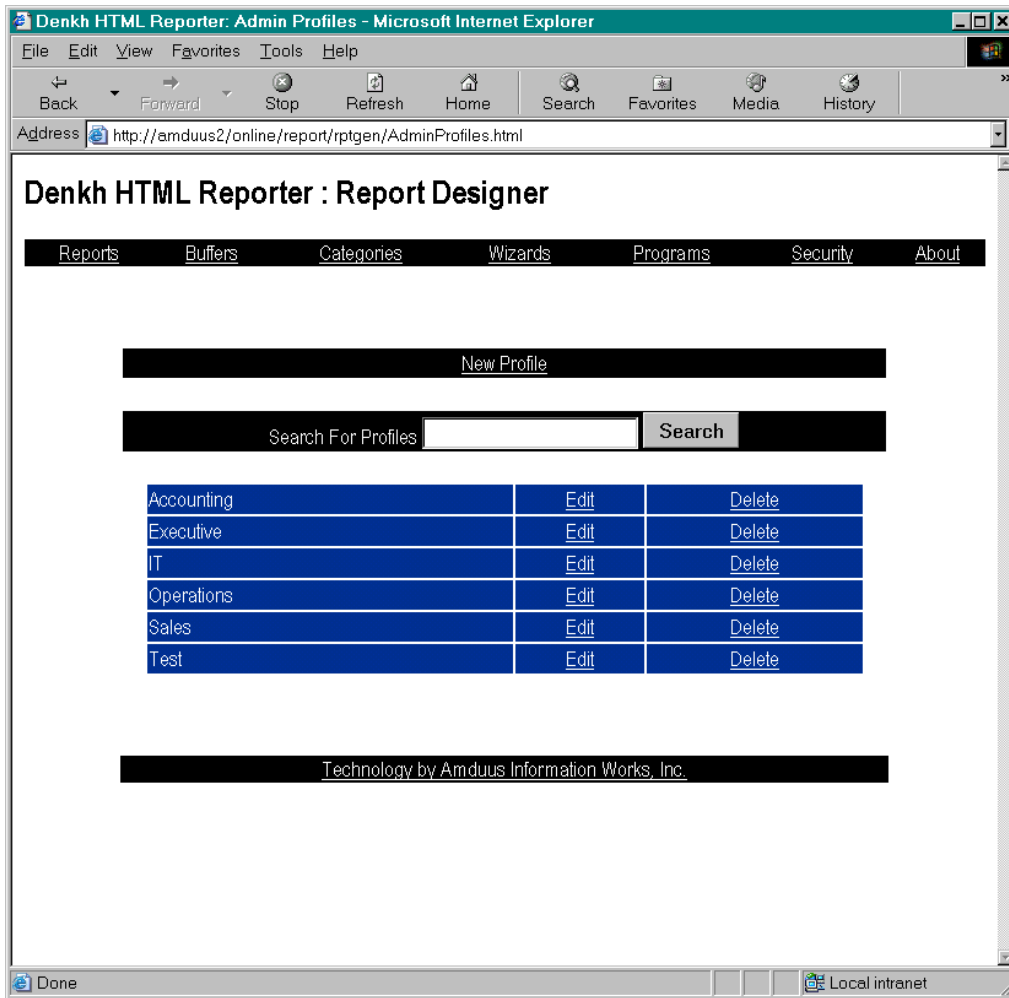 Denkh HTML Reporter: Admin Profiles - Microsoft Internet Explorer
File Edit View Favorites Tools Help
Back Forward Stop Refresh Home Search Favorites Media History »
Address http://amduus2/online/report/rptgen/AdminProfiles.html
Denkh HTML Reporter : Report Designer
Reports Buffers Categories Wizards Programs Security About
New Profile
Search For Profiles Search
Accounting Edit Delete
Executive Edit Delete
IT Edit Delete
Operations Edit Delete
Sales Edit Delete
Test Edit Delete
Technology by Amduus Information Works, Inc.
Done Local intranet